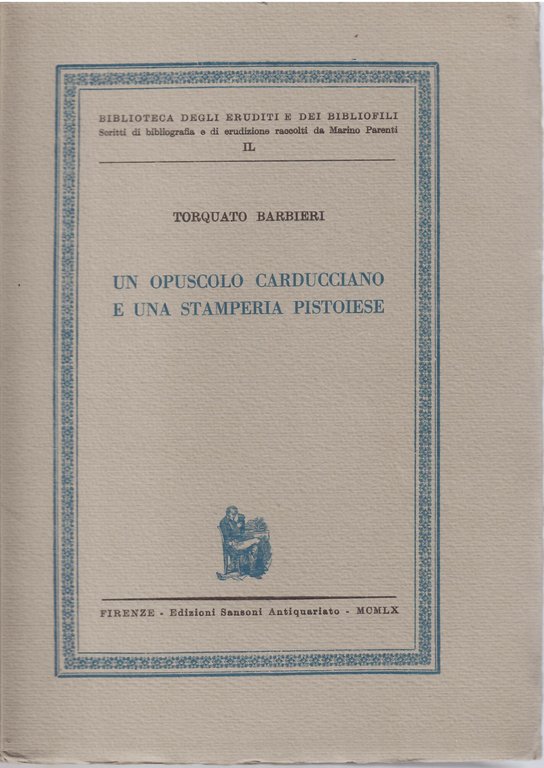 BIBLIOTECA DEGLI ERUDITI E DEI BIBLIOFILI
Scritti di bibliografia e di erudizione raccolti da Marino Parenti
IL
TORQUATO BARBIERI
UN OPUSCOLO CARDUCCIANO
E UNA STAMPERIA PISTOIESE
FIRENZE - Edizioni Sansoni Antiquariato - MCMLX